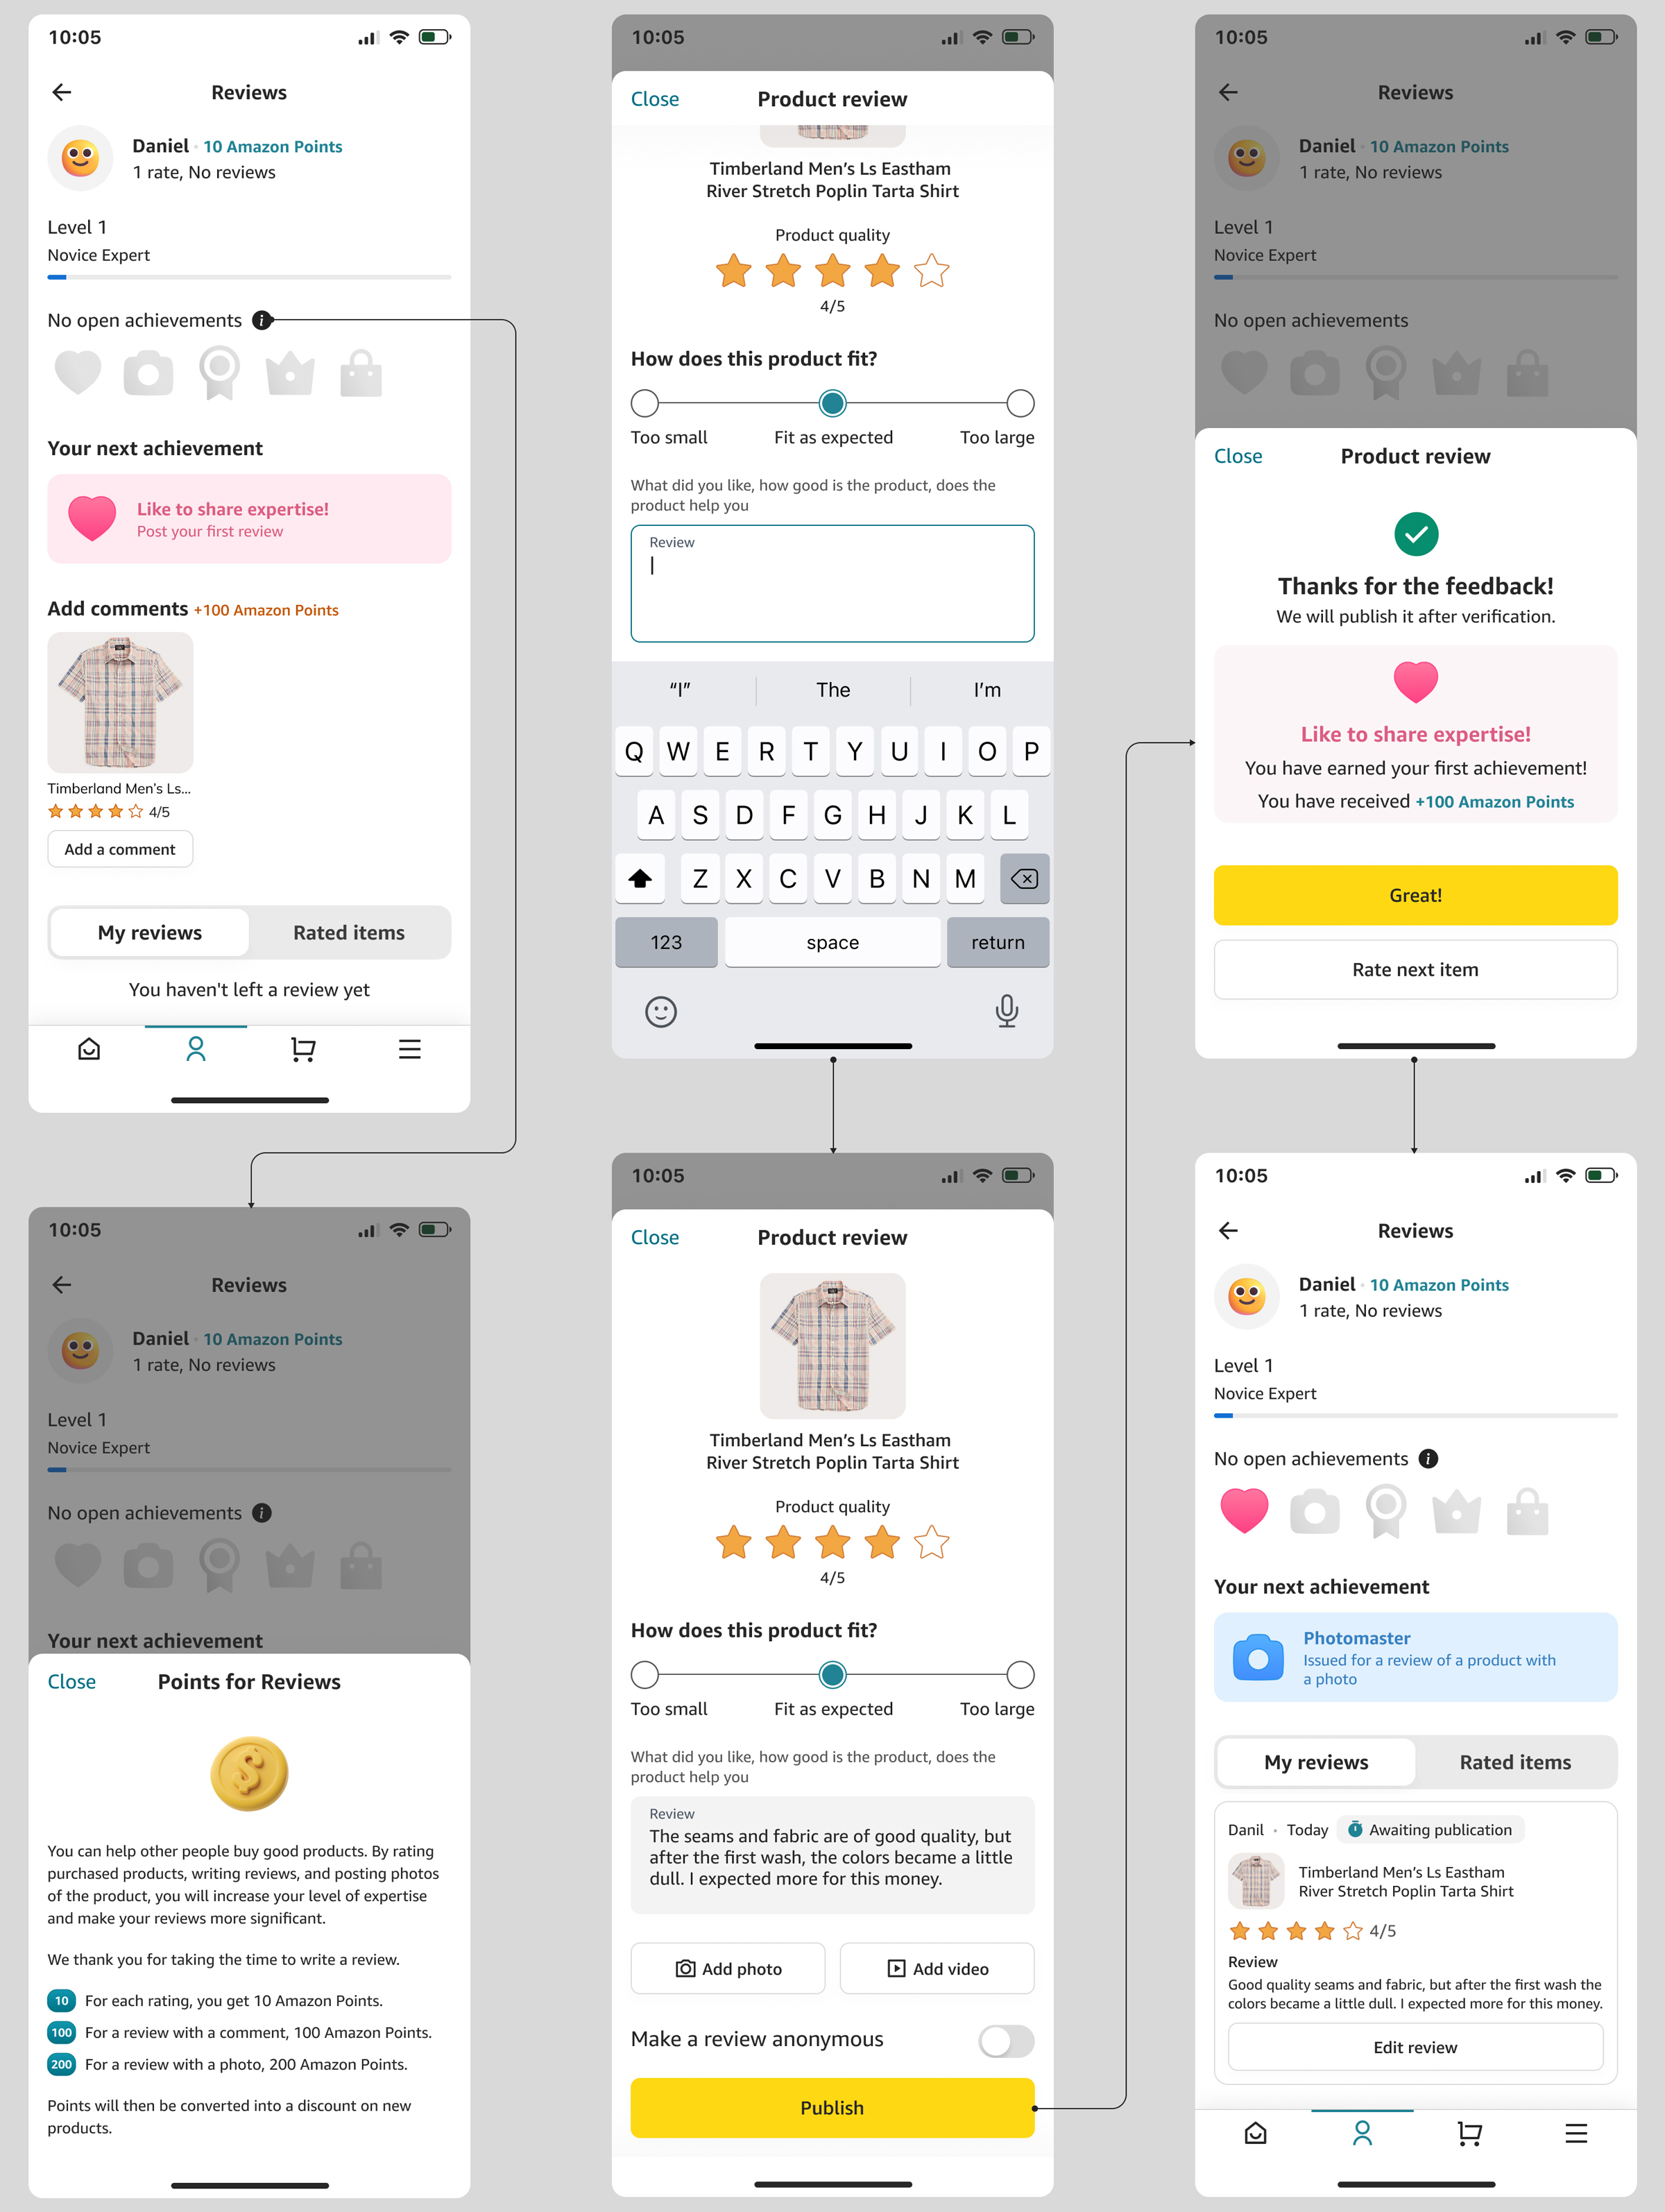 10:05
Reviews
Daniel · 10 Amazon Points
1 rate, No reviews
Level 1
Novice Expert
No open achievements i
Your next achievement
Like to share expertise!
Post your first review
Add comments +100 Amazon Points
Timberland Men's Ls...
4/5
Add a comment
My reviews Rated items
You haven't left a review yet
10:05
Reviews
Daniel · 10 Amazon Points
1 rate, No reviews
Level 1
Novice Expert
No open achievements i
Your next achievement
Close Points for Reviews
$
You can help other people buy good products. By rating
purchased products, writing reviews, and posting photos
of the product, you will increase your level of expertise
and make your reviews more significant.
We thank you for taking the time to write a review.
10 For each rating, you get 10 Amazon Points.
100 For a review with a comment, 100 Amazon Points.
200 For a review with a photo, 200 Amazon Points.
Points will then be converted into a discount on new
products.
10:05
Close Product review
Timberland Men's Ls Eastham
River Stretch Poplin Tarta Shirt
Product quality
4/5
How does this product fit?
Too small Fit as expected Too large
What did you like, how good is the product, does the
product help you
Review
“I” The I'm
Q W E R T Y U I O P
A S D F G H J K L
Z X C V B N M
123 space return
10:05
Close Product review
Timberland Men's Ls Eastham
River Stretch Poplin Tarta Shirt
Product quality
4/5
How does this product fit?
Too small Fit as expected Too large
What did you like, how good is the product, does the
product help you
Review
The seams and fabric are of good quality, but
after the first wash, the colors became a little
dull. I expected more for this money.
Add photo Add video
Make a review anonymous
Publish
10:05
Reviews
Daniel · 10 Amazon Points
1 rate, No reviews
Level 1
Novice Expert
No open achievements
Close Product review
Thanks for the feedback!
We will publish it after verification.
Like to share expertise!
You have earned your first achievement!
You have received +100 Amazon Points
Great!
Rate next item
10:05
Reviews
Daniel · 10 Amazon Points
1 rate, No reviews
Level 1
Novice Expert
No open achievements i
Your next achievement
Photomaster
Issued for a review of a product with
a photo
My reviews Rated items
Danil · Today Awaiting publication
Timberland Men's Ls Eastham
River Stretch Poplin Tarta Shirt
4/5
Review
Good quality seams and fabric, but after the first wash the
colors became a little dull. I expected more for this money.
Edit review